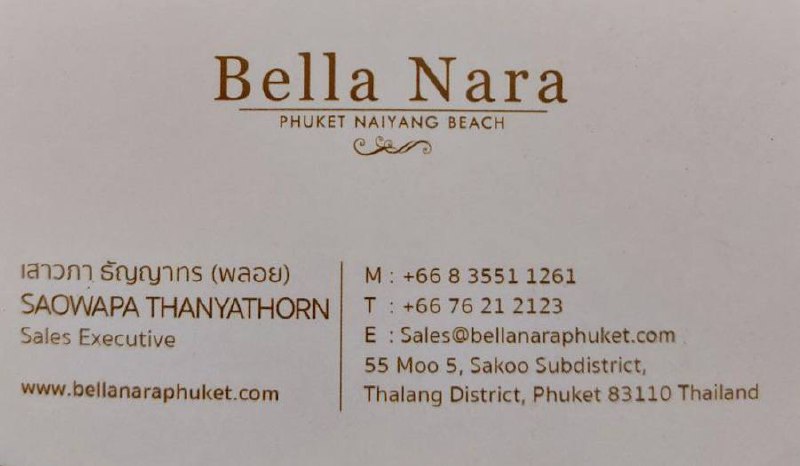 Bella Nara
PHUKET NAIYANG BEACH
เสาวภา ธัญญาทร (พลอย)
SAOWAPA THANYATHORN
Sales Executive
www.bellanaraphuket.com
M : +66 8 3551 1261
T : +66 76 21 2123
E : Sales@bellanaraphuket.com
55 Moo 5, Sakoo Subdistrict,
Thalang District, Phuket 83110 Thailand